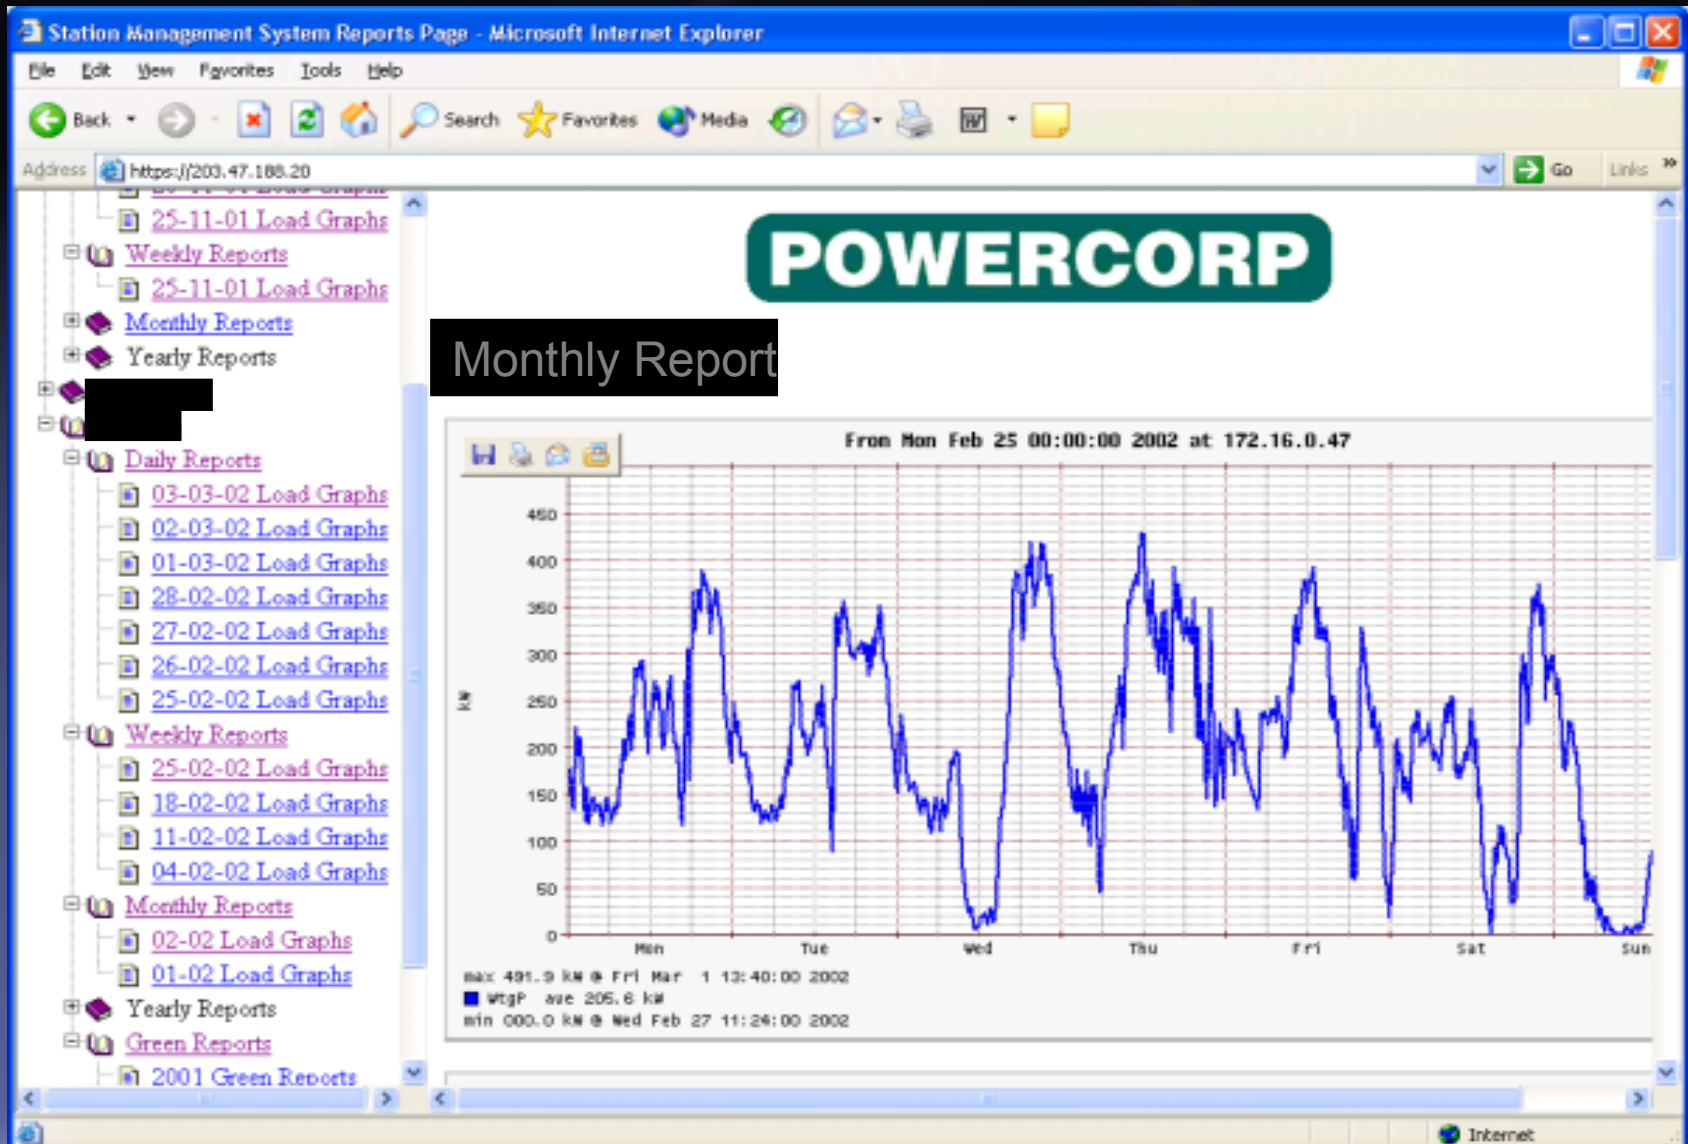 Station Management System Reports Page - Microsoft Internet Explorer
File Edit View Favorites Tools Help
Back Search Favorites Media
Address https://203.47.188.20 Go Links »
25-11-01 Load Graphs
Weekly Reports
25-11-01 Load Graphs
Monthly Reports
Yearly Reports
Daily Reports
03-03-02 Load Graphs
02-03-02 Load Graphs
01-03-02 Load Graphs
28-02-02 Load Graphs
27-02-02 Load Graphs
26-02-02 Load Graphs
25-02-02 Load Graphs
Weekly Reports
25-02-02 Load Graphs
18-02-02 Load Graphs
11-02-02 Load Graphs
04-02-02 Load Graphs
Monthly Reports
02-02 Load Graphs
01-02 Load Graphs
Yearly Reports
Green Reports
2001 Green Reports
POWERCORP
Monthly Report
From Mon Feb 25 00:00:00 2002 at 172.16.0.47
450
400
350
300
250
200
150
100
50
0
kW
Mon Tue Wed Thu Fri Sat Sun
max 491.9 kW @ Fri Mar 1 13:40:00 2002
WtgP ave 205.6 kW
min 000.0 kW @ Wed Feb 27 11:24:00 2002
Internet